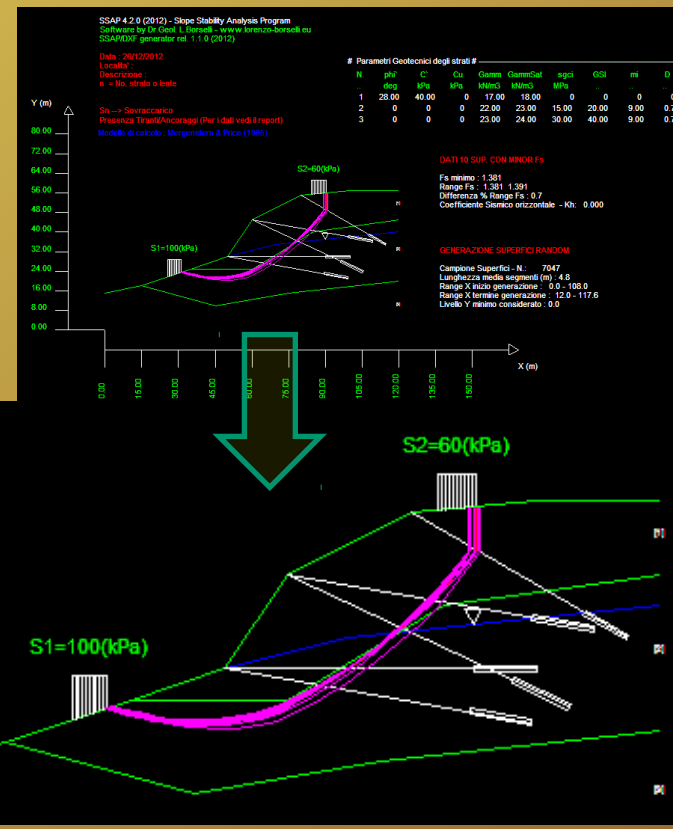 SSAP 4.2.0 (2012) - Slope Stability Analysis Program
Software by Dr Geol. L.Borselli - www.lorenzo-borselli.eu
SSAP/DXF generator rel. 1.1.0 (2012)
Data : 26/12/2012
Localita' :
Descrizione :
n = No. strato o lente
Sn --> Sovraccarico
Presenza Tiranti/Ancoraggi (Per i dati vedi il report)
Modello di calcolo : Morgenstern & Price (1965)
# Parametri Geotecnici degli strati #
N phi` C` Cu Gamm GammSat sgci GSI mi D
.. deg kPa kPa kN/m3 kN/m3 MPa .. .. ..
1 28.00 40.00 0 17.00 18.00 0 0 0 0
2 0 0 0 22.00 23.00 15.00 20.00 9.00 0.7
3 0 0 0 23.00 24.00 30.00 40.00 9.00 0.7
Y (m)
80.00
72.00
64.00
56.00
48.00
40.00
32.00
24.00
16.00
8.00
0.00
S2=60(kPa)
S1=100(kPa)
DATI 10 SUP. CON MINOR Fs
Fs minimo : 1.381
Range Fs : 1.381 1.391
Differenza % Range Fs : 0.7
Coefficiente Sismico orizzontale - Kh: 0.000
GENERAZIONE SUPERFICI RANDOM
Campione Superfici - N.: 7047
Lunghezza media segmenti (m) : 4.8
Range X inizio generazione : 0.0 - 108.0
Range X termine generazione : 12.0 - 117.6
Livello Y minimo considerato : 0.0
X (m)
0.00 15.00 30.00 45.00 60.00 75.00 90.00 105.00 120.00 135.00 150.00
S2=60(kPa)
S1=100(kPa)